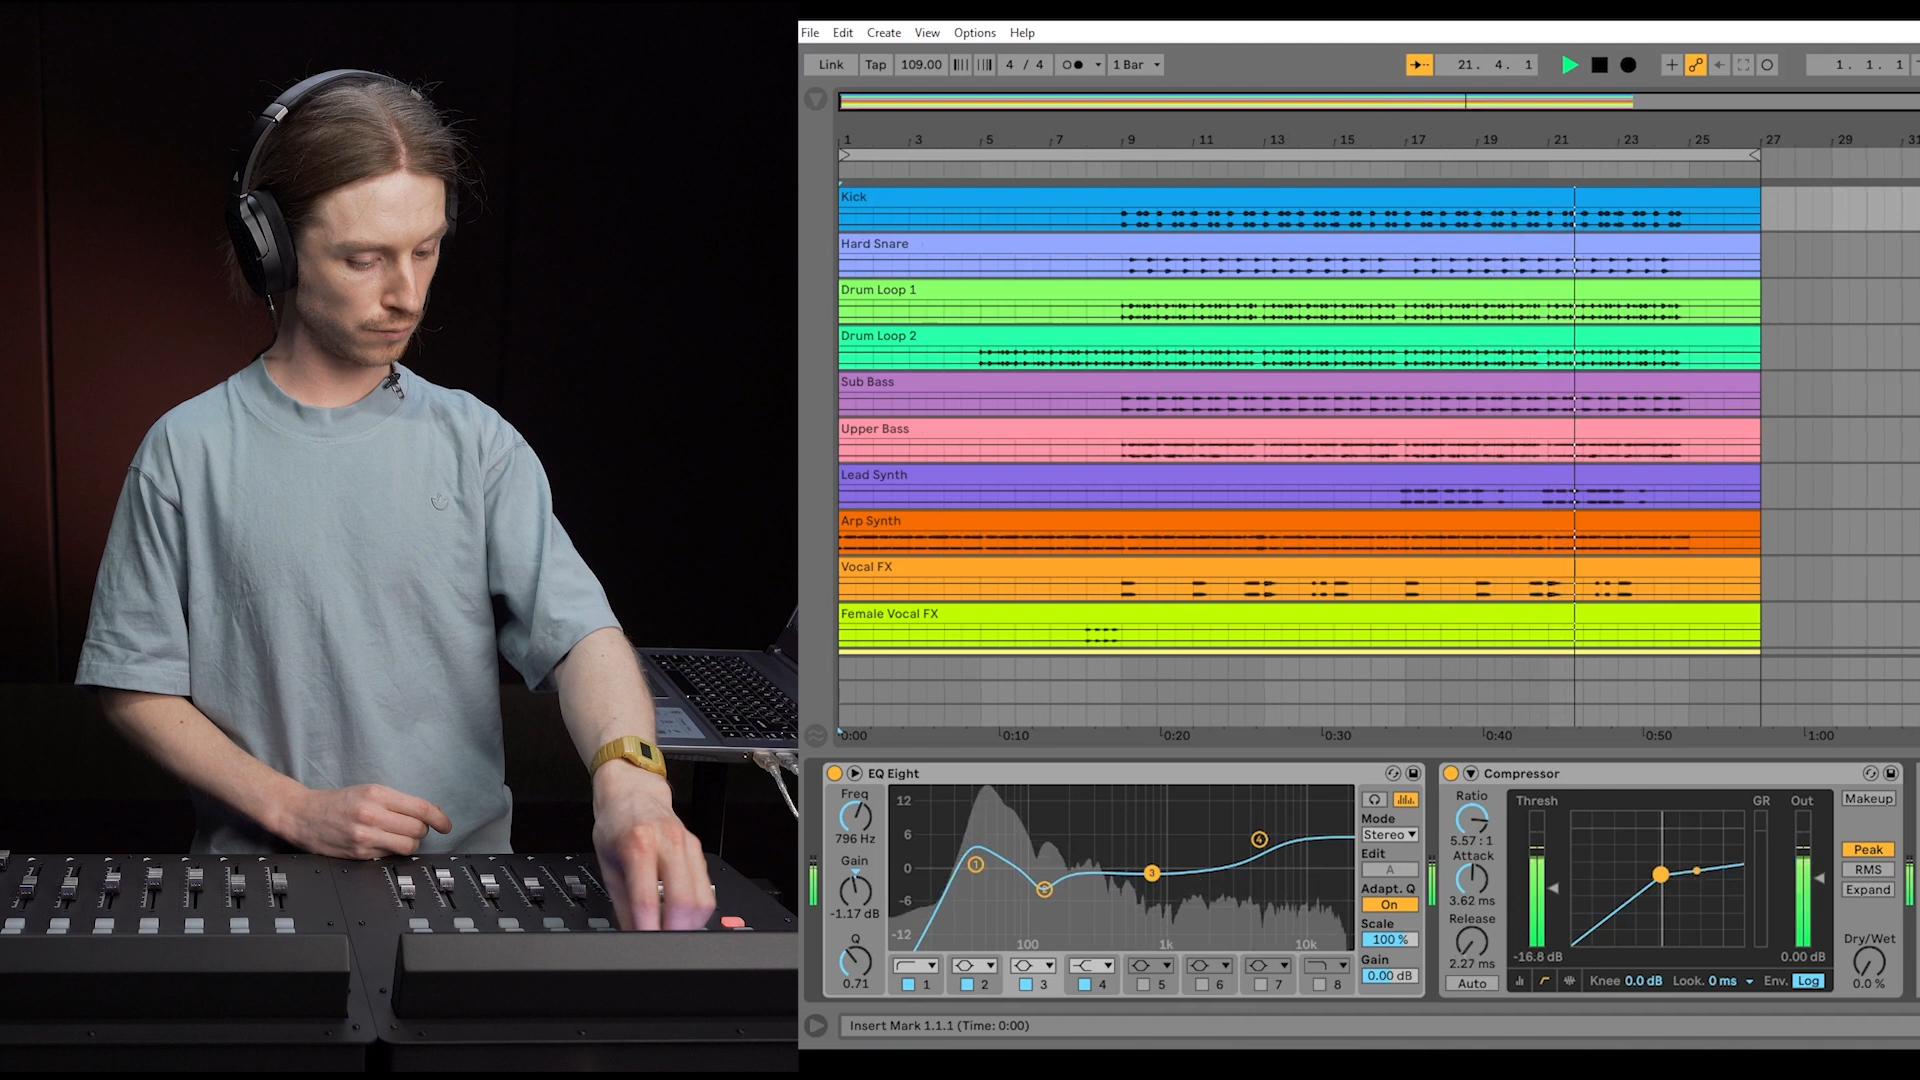 File Edit Create View Options Help
Link Tap 109.00 4 / 4 1 Bar 21. 4. 1 1. 1. 1
1 3 5 7 9 11 13 15 17 19 21 23 25 27 29 31
Kick
Hard Snare
Drum Loop 1
Drum Loop 2
Sub Bass
Upper Bass
Lead Synth
Arp Synth
Vocal FX
Female Vocal FX
0:00 0:10 0:20 0:30 0:40 0:50 1:00
EQ Eight
Freq
796 Hz
Gain
-1.17 dB
Q
0.71
12
6
0
-6
-12
100 1k 10k
1 2 3 4
1 2 3 4 5 6 7 8
Mode
Stereo
Edit
A
Adapt. Q
On
Scale
100 %
Gain
0.00 dB
Compressor
Ratio
5.57 : 1
Attack
3.62 ms
Release
2.27 ms
Auto
Thresh GR Out
-16.8 dB 0.00 dB
Knee 0.0 dB Look. 0 ms Env. Log
Makeup
Peak
RMS
Expand
Dry/Wet
0.0 %
Insert Mark 1.1.1 (Time: 0:00)